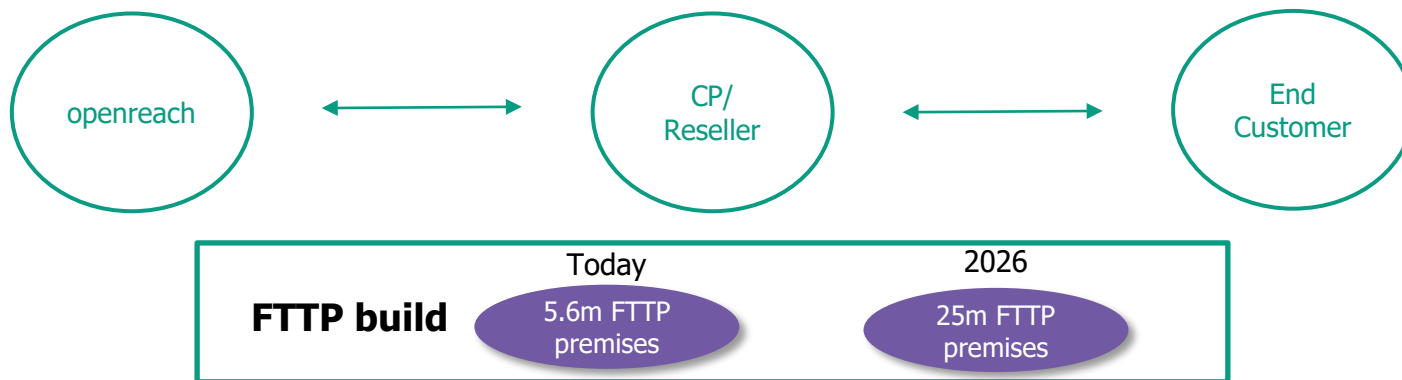 openreach
CP/
Reseller
End
Customer
Today
2026
FTTP build
5.6m FTTP
premises
25m FTTP
premises